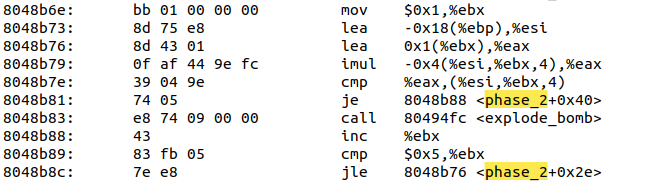 8048b6e: bb 01 00 00 00 mov $0x1,%ebx
8048b73: 8d 75 e8 lea -0x18(%ebp),%esi
8048b76: 8d 43 01 lea 0x1(%ebx),%eax
8048b79: 0f af 44 9e fc imul -0x4(%esi,%ebx,4),%eax
8048b7e: 39 04 9e cmp %eax,(%esi,%ebx,4)
8048b81: 74 05 je 8048b88 <phase_2+0x40>
8048b83: e8 74 09 00 00 call 80494fc <explode_bomb>
8048b88: 43 inc %ebx
8048b89: 83 fb 05 cmp $0x5,%ebx
8048b8c: 7e e8 jle 8048b76 <phase_2+0x2e>